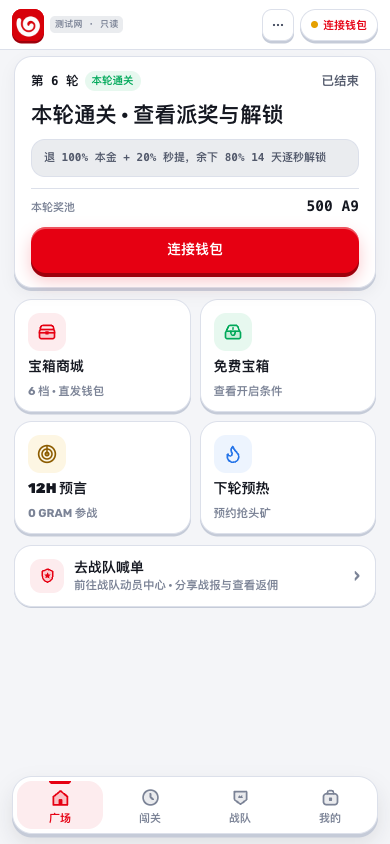 测试网 · 只读
···
连接钱包
第 6 轮 本轮通关 已结束
本轮通关 • 查看派奖与解锁
退 100% 本金 + 20% 秒提, 余下 80% 14 天逐秒解锁
本轮奖池 500 A9
连接钱包
宝箱商城
6 档 • 直发钱包
免费宝箱
查看开启条件
12H 预言
0 GRAM 参战
下轮预热
预约抢头矿
去战队喊单
前往战队动员中心 • 分享战报与查看返佣
广场
闯关
战队
我的